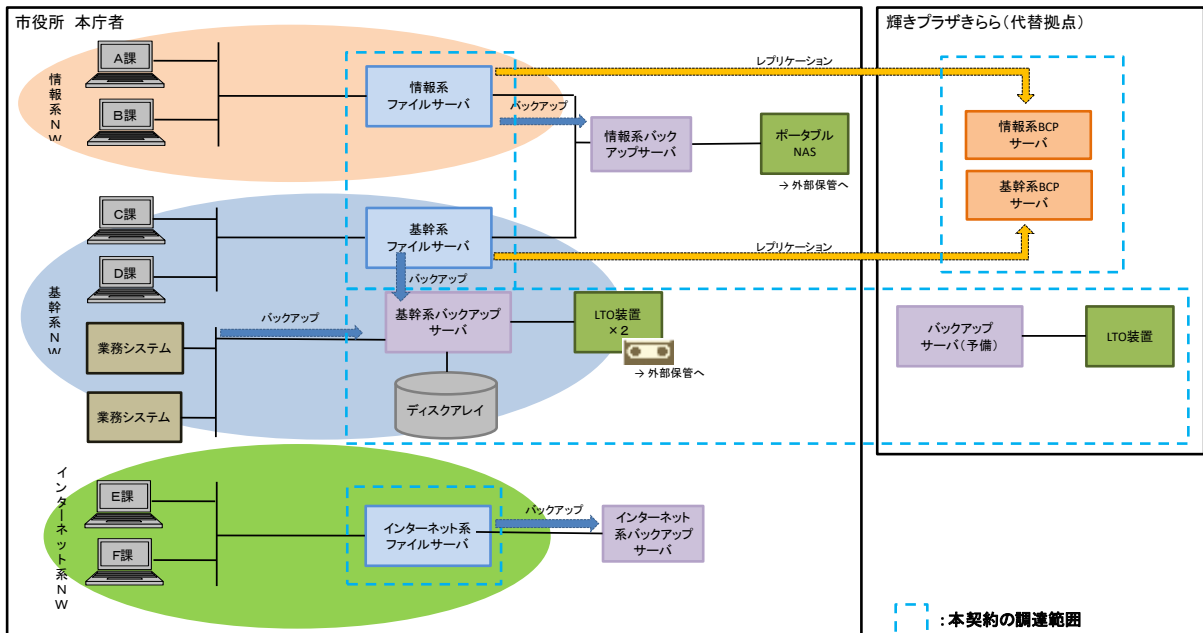 市役所 本庁者
輝きプラザきらら(代替拠点)
情報系NW
A課
B課
情報系
ファイルサーバ
バックアップ
レプリケーション
情報系バック
アップサーバ
ポータブル
NAS
→ 外部保管へ
情報系BCP
サーバ
基幹系BCP
サーバ
基幹系NW
C課
D課
基幹系
ファイルサーバ
バックアップ
レプリケーション
業務システム
業務システム
バックアップ
基幹系バックアップ
サーバ
LTO装置
×2
→ 外部保管へ
ディスクアレイ
バックアップ
サーバ(予備)
LTO装置
インターネット系NW
E課
F課
インターネット系
ファイルサーバ
バックアップ
インターネット
系バックアップ
サーバ
:本契約の調達範囲